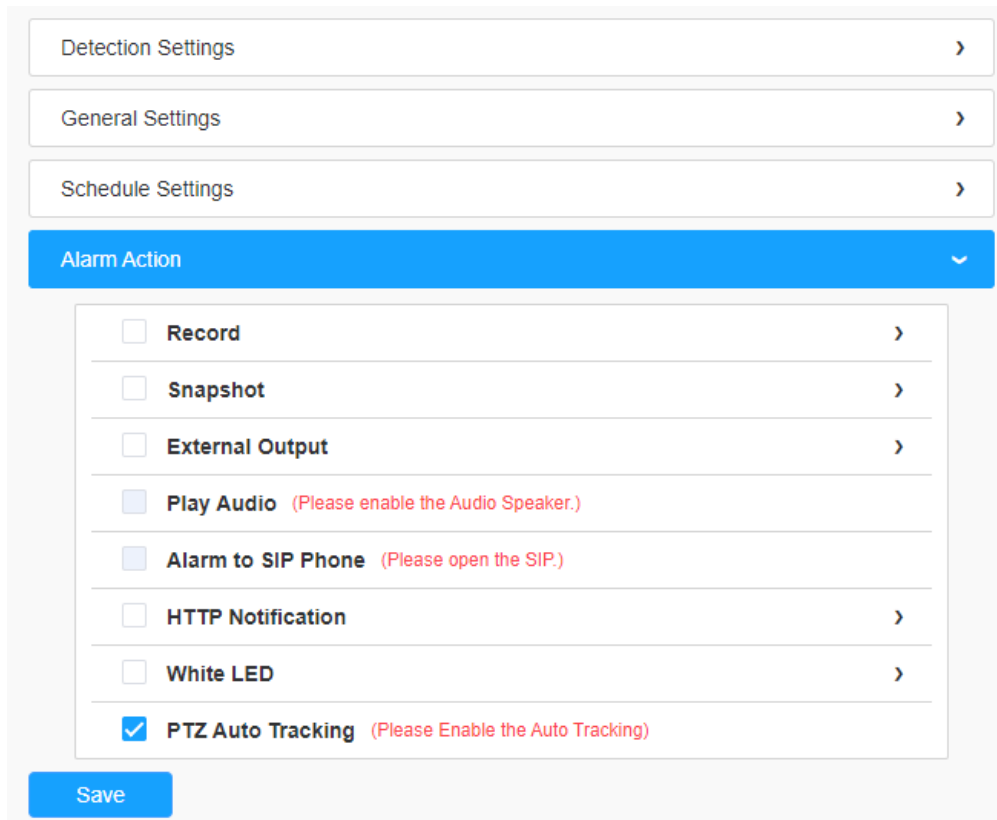 Detection Settings
General Settings
Schedule Settings
Alarm Action
Record
Snapshot
External Output
Play Audio (Please enable the Audio Speaker.)
Alarm to SIP Phone (Please open the SIP.)
HTTP Notification
White LED
PTZ Auto Tracking (Please Enable the Auto Tracking)
Save